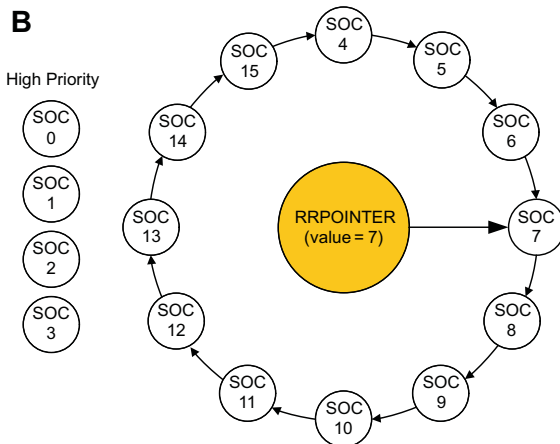 B
High Priority
SOC
0
SOC
1
SOC
2
SOC
3
SOC
4
SOC
5
SOC
6
SOC
7
SOC
8
SOC
9
SOC
10
SOC
11
SOC
12
SOC
13
SOC
14
SOC
15
RRPOINTER
(value = 7)